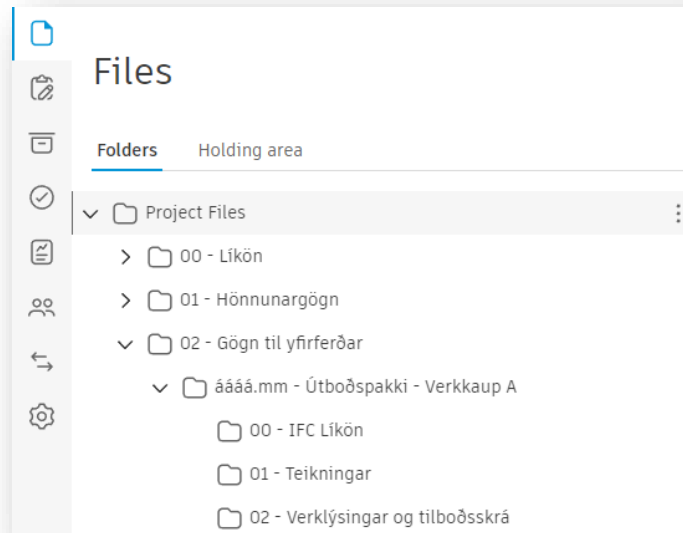 Files
Folders Holding area
Project Files
00 - Líkön
01 - Hönnunargögn
02 - Gögn til yfirferðar
áááá.mm - Útboðspakki - Verkkaup A
00 - IFC Líkön
01 - Teikningar
02 - Verklýsingar og tilboðsskrá